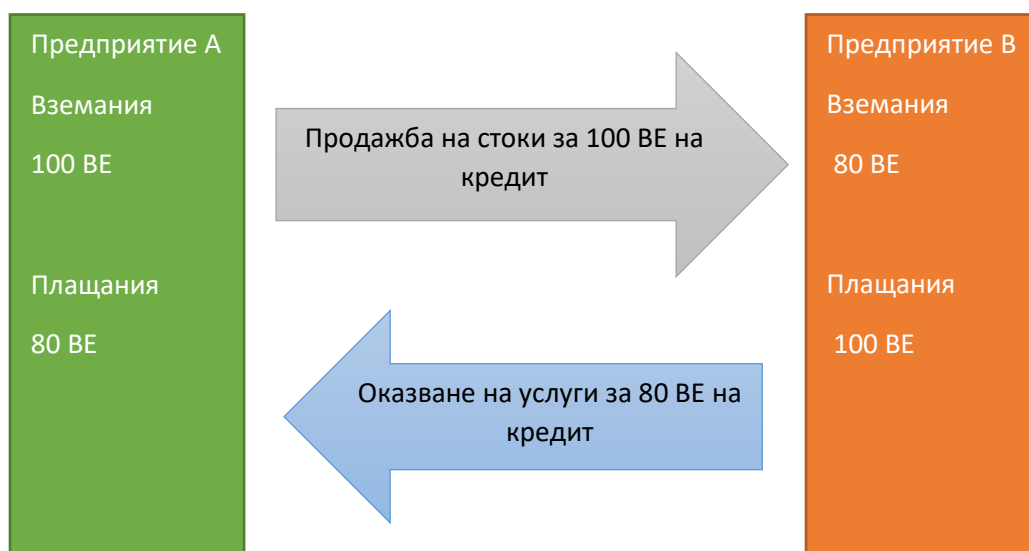 Предприятие А
Вземания
100 ВЕ
Плащания
80 ВЕ
Продажба на стоки за 100 ВЕ на
кредит
Оказване на услуги за 80 ВЕ на
кредит
Предприятие В
Вземания
80 ВЕ
Плащания
100 ВЕ